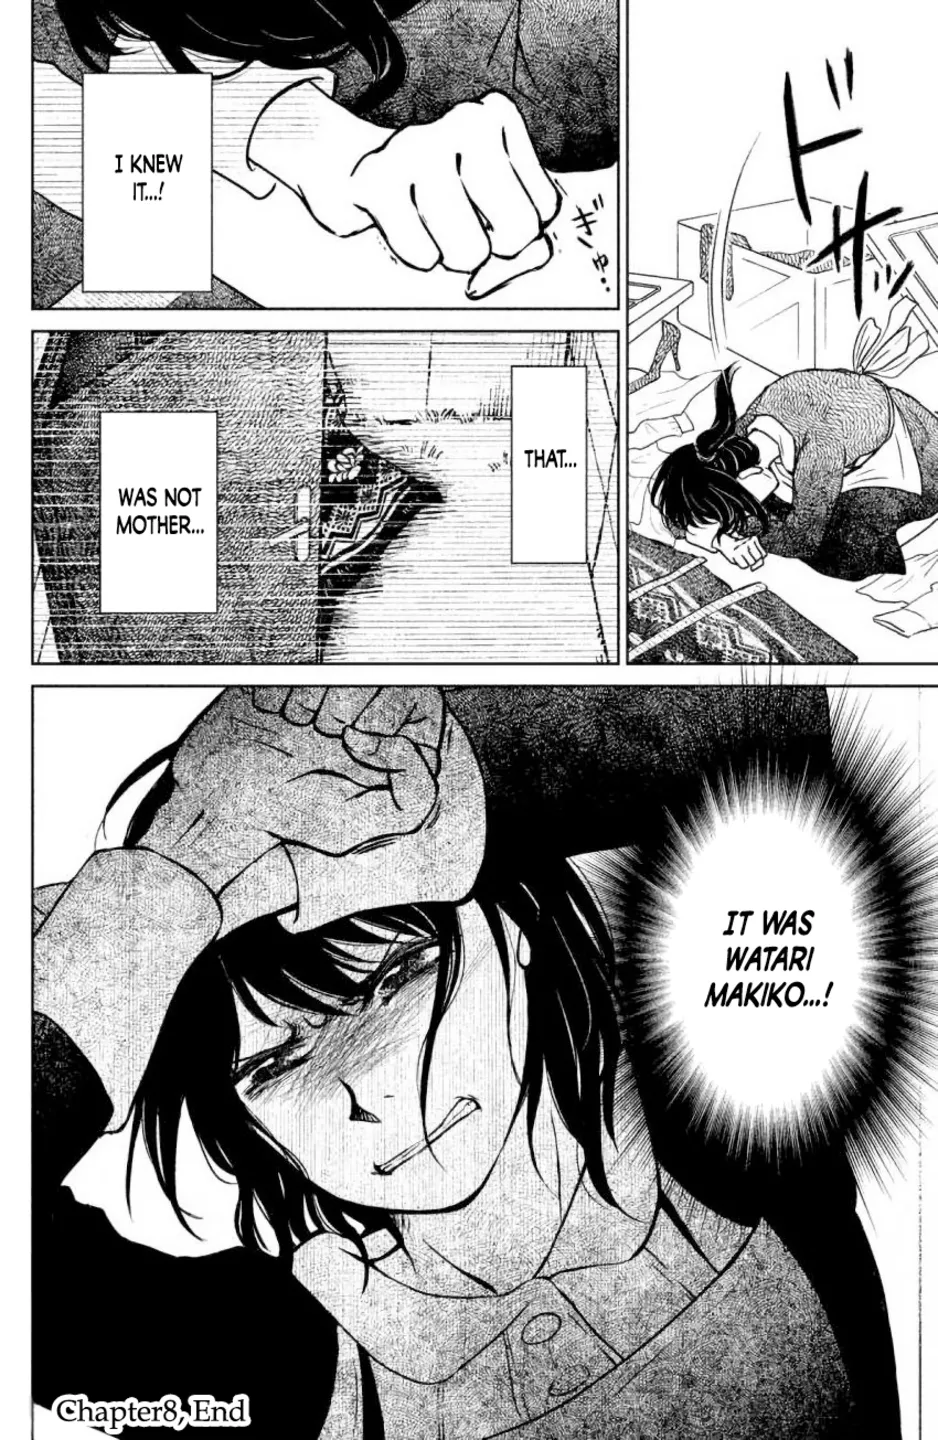 ドサッ
I KNEW
IT...!
ぎゅ..
THAT...
WAS NOT
MOTHER...
IT WAS
WATARI
MAKIKO...!
Chapter8, End